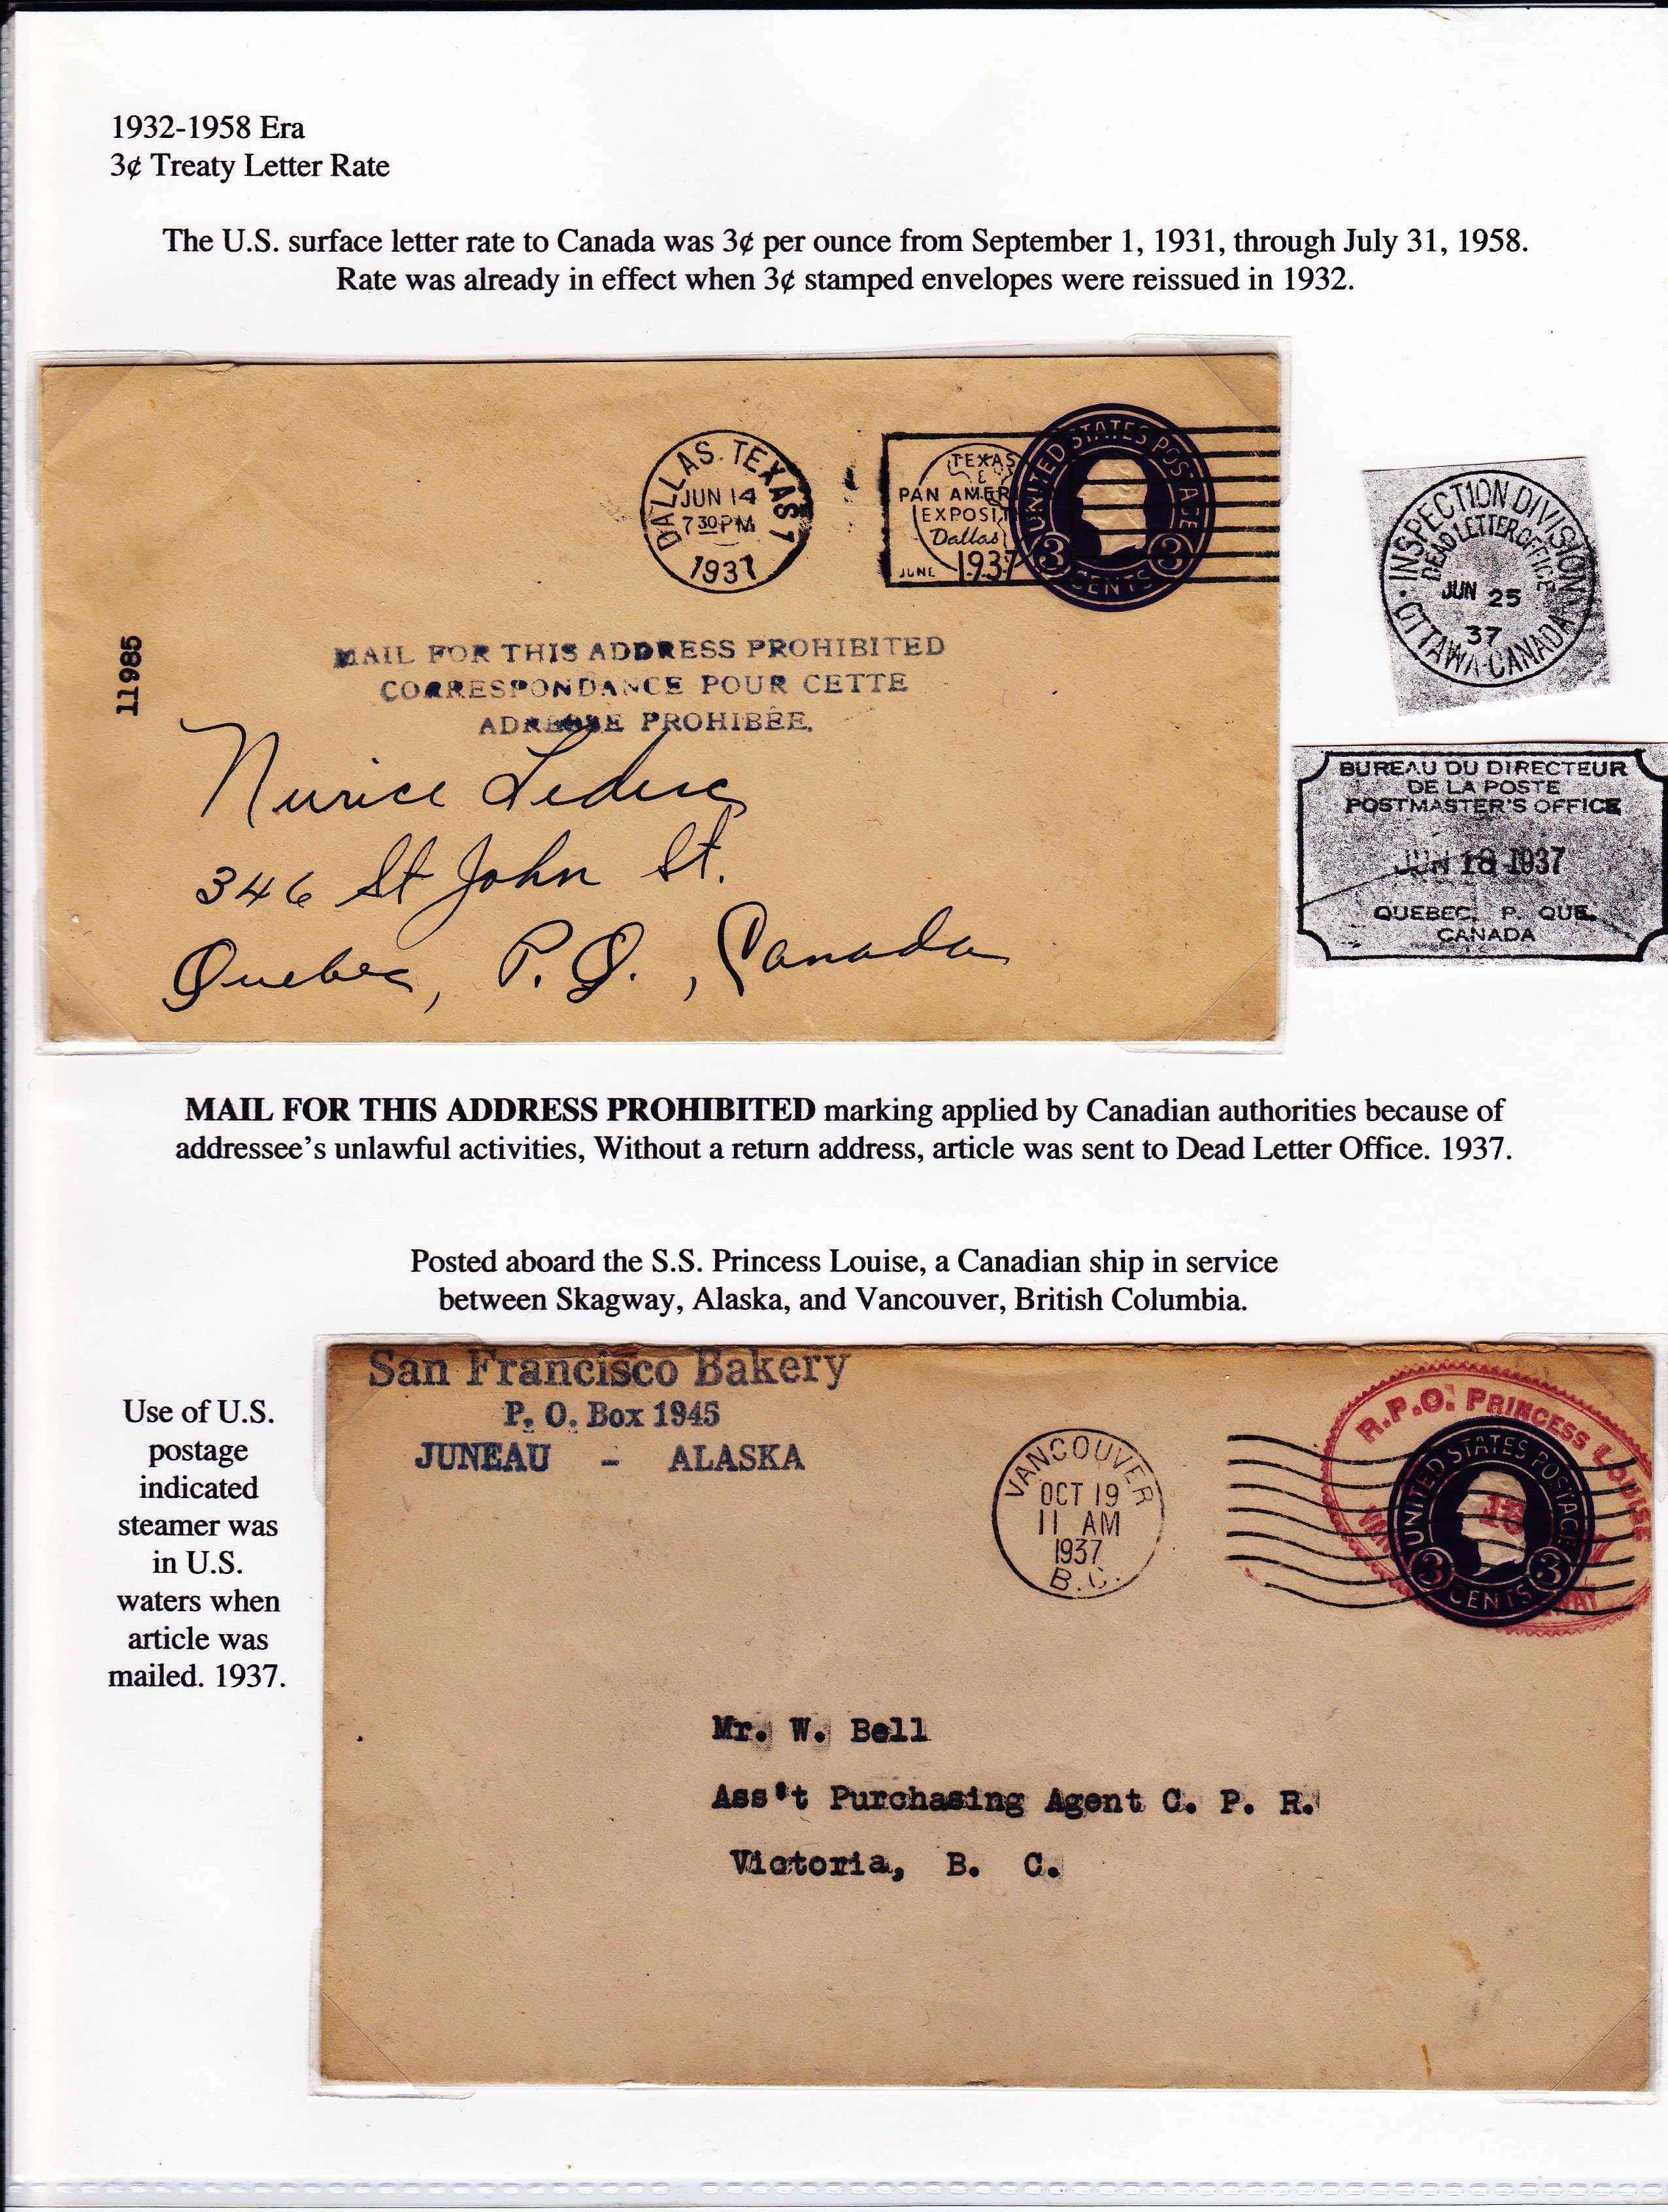 1932-1958 Era
3¢ Treaty Letter Rate
The U.S. surface letter rate to Canada was 3¢ per ounce from September 1, 1931, through July 31, 1958.
Rate was already in effect when 3¢ stamped envelopes were reissued in 1932.
DALLAS. TEXAS 1
JUN 14
7 30 PM
1937
TEXAS
&
PAN AMER
EXPOSIT
Dallas
JUNE 1937
UNITED STATES POSTAGE
3 CENTS 3
11985
MAIL FOR THIS ADDRESS PROHIBITED
CORRESPONDANCE POUR CETTE
ADRESSE PROHIBÉE.
Nurice Leduc
346 St John St.
Quebec, P.Q., Canada
INSPECTION DIVISION
DEAD LETTER OFFICE
JUN 25
37
OTTAWA-CANADA
BUREAU DU DIRECTEUR
DE LA POSTE
POSTMASTER'S OFFICE
JUN 18 1937
QUEBEC, P. QUE.
CANADA
MAIL FOR THIS ADDRESS PROHIBITED marking applied by Canadian authorities because of
addressee's unlawful activities, Without a return address, article was sent to Dead Letter Office. 1937.
Posted aboard the S.S. Princess Louise, a Canadian ship in service
between Skagway, Alaska, and Vancouver, British Columbia.
Use of U.S.
postage
indicated
steamer was
in U.S.
waters when
article was
mailed. 1937.
San Francisco Bakery
P. O. Box 1945
JUNEAU - ALASKA
VANCOUVER
OCT 19
11 AM
1937
B.C.
R.P.O. PRINCESS LOUISE
UNITED STATES POSTAGE
3 CENTS 3
Mr. W. Bell
Ass't Purchasing Agent C. P. R.
Victoria, B. C.